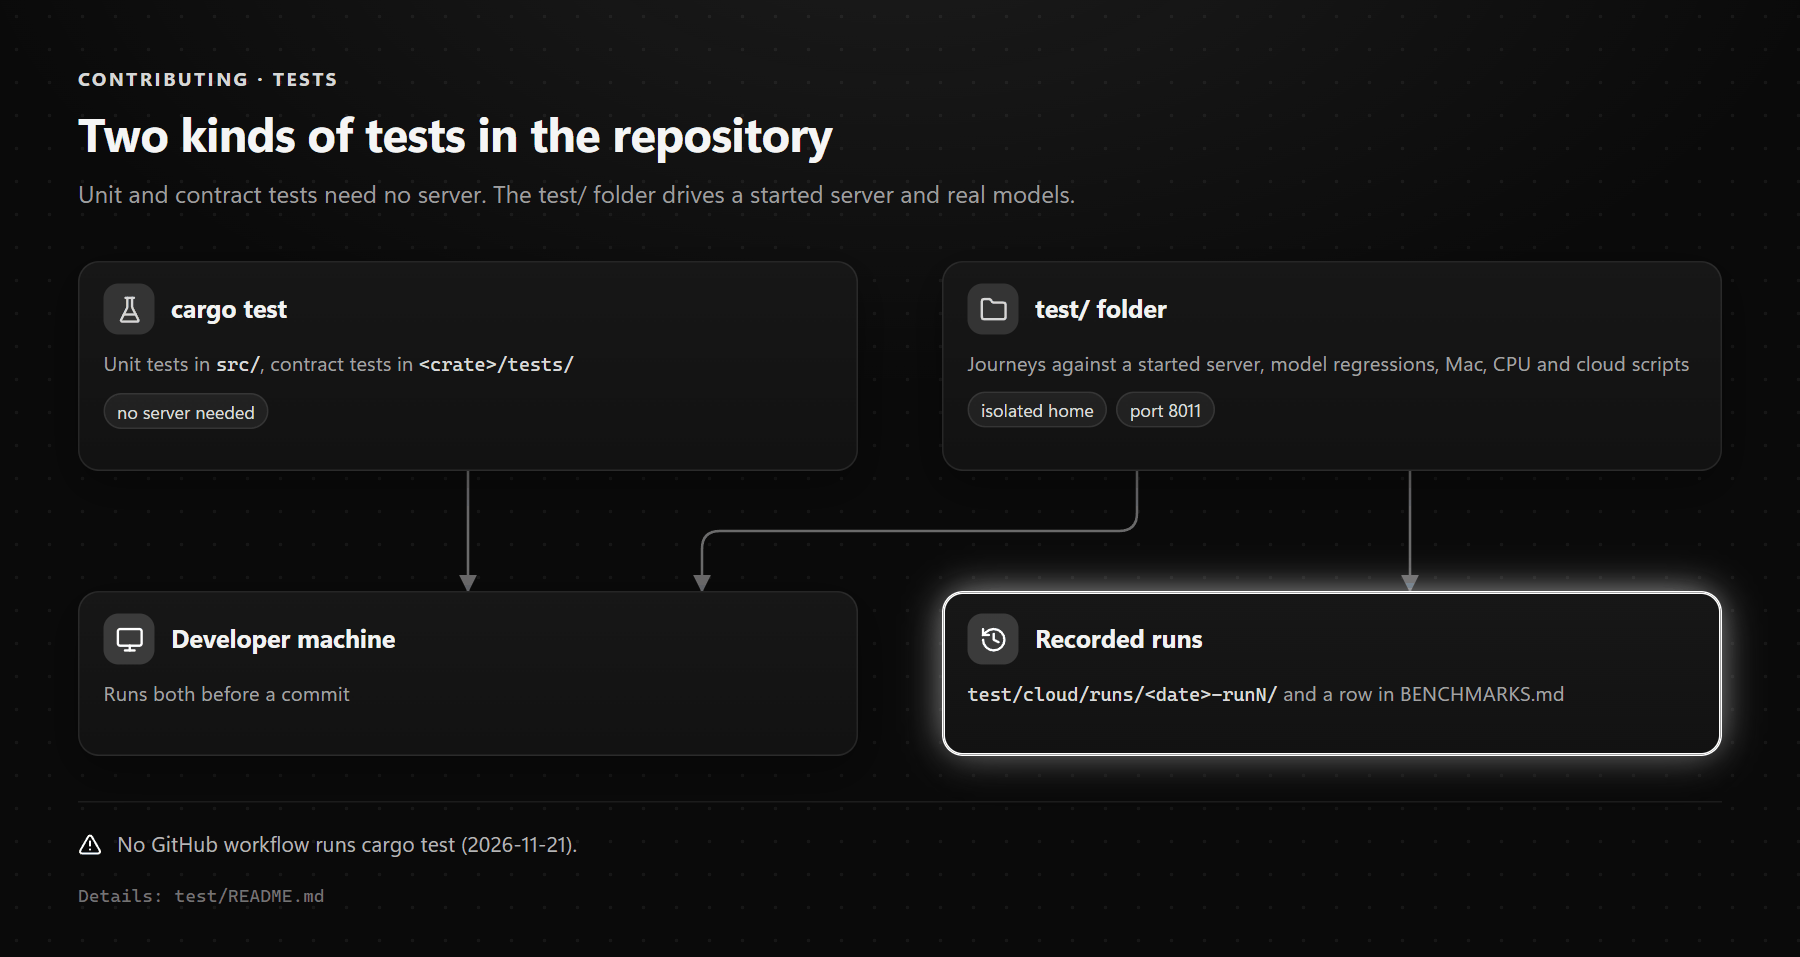 CONTRIBUTING · TESTS
Two kinds of tests in the repository
Unit and contract tests need no server. The test/ folder drives a started server and real models.
cargo test
Unit tests in src/, contract tests in <crate>/tests/
no server needed
test/ folder
Journeys against a started server, model regressions, Mac, CPU and cloud scripts
isolated home
port 8011
Developer machine
Runs both before a commit
Recorded runs
test/cloud/runs/<date>-runN/ and a row in BENCHMARKS.md
No GitHub workflow runs cargo test (2026-11-21).
Details: test/README.md